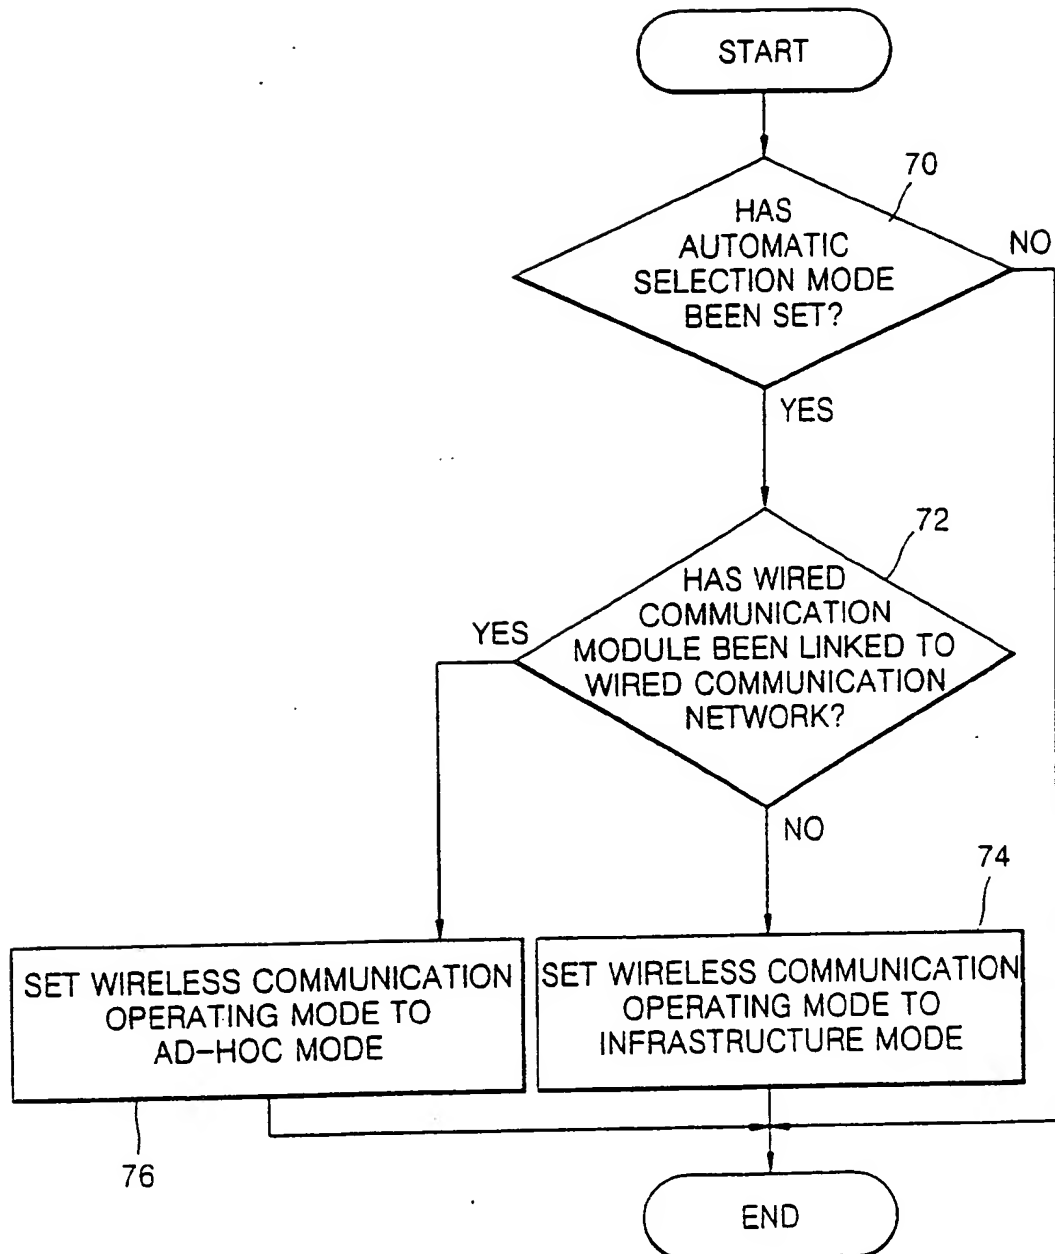 START
70
HAS
AUTOMATIC
SELECTION MODE
BEEN SET?
NO
YES
72
HAS WIRED
COMMUNICATION
MODULE BEEN LINKED TO
WIRED COMMUNICATION
NETWORK?
YES
NO
74
SET WIRELESS COMMUNICATION
OPERATING MODE TO
AD-HOC MODE
SET WIRELESS COMMUNICATION
OPERATING MODE TO
INFRASTRUCTURE MODE
76
END